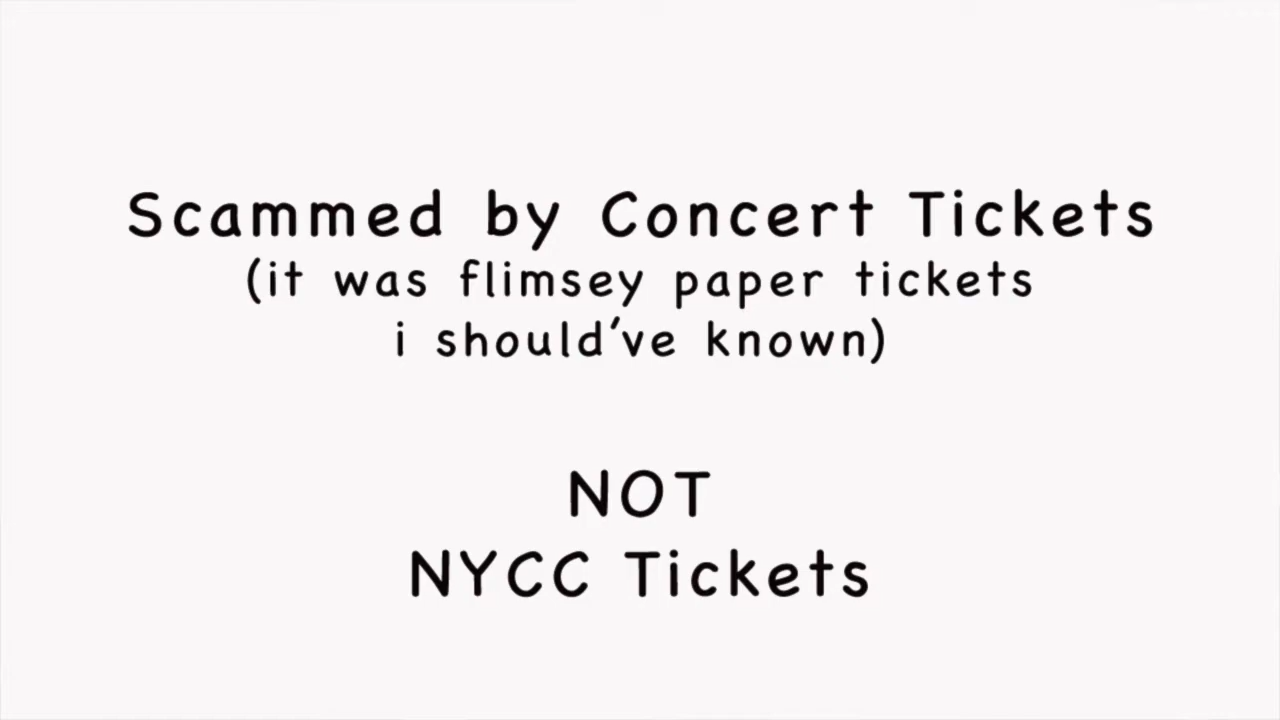 Scammed by Concert Tickets
(it was flimsey paper tickets
i should've known)
NOT
NYCC Tickets